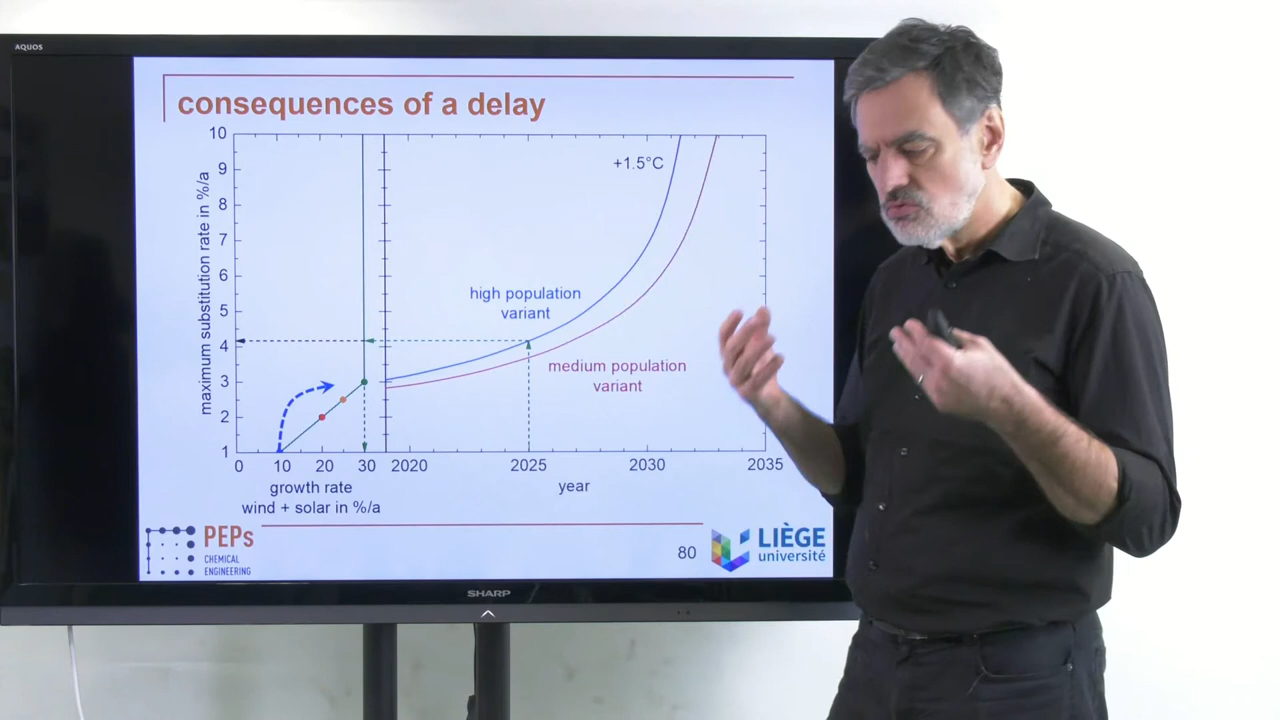 AQUOS
consequences of a delay
maximum substitution rate in %/a
10
9
8
7
6
5
4
3
2
1
+1.5°C
high population
variant
medium population
variant
0 10 20 30 2020 2025 2030 2035
growth rate
wind + solar in %/a
year
PEPs
CHEMICAL
ENGINEERING
80
LIÈGE
université
SHARP